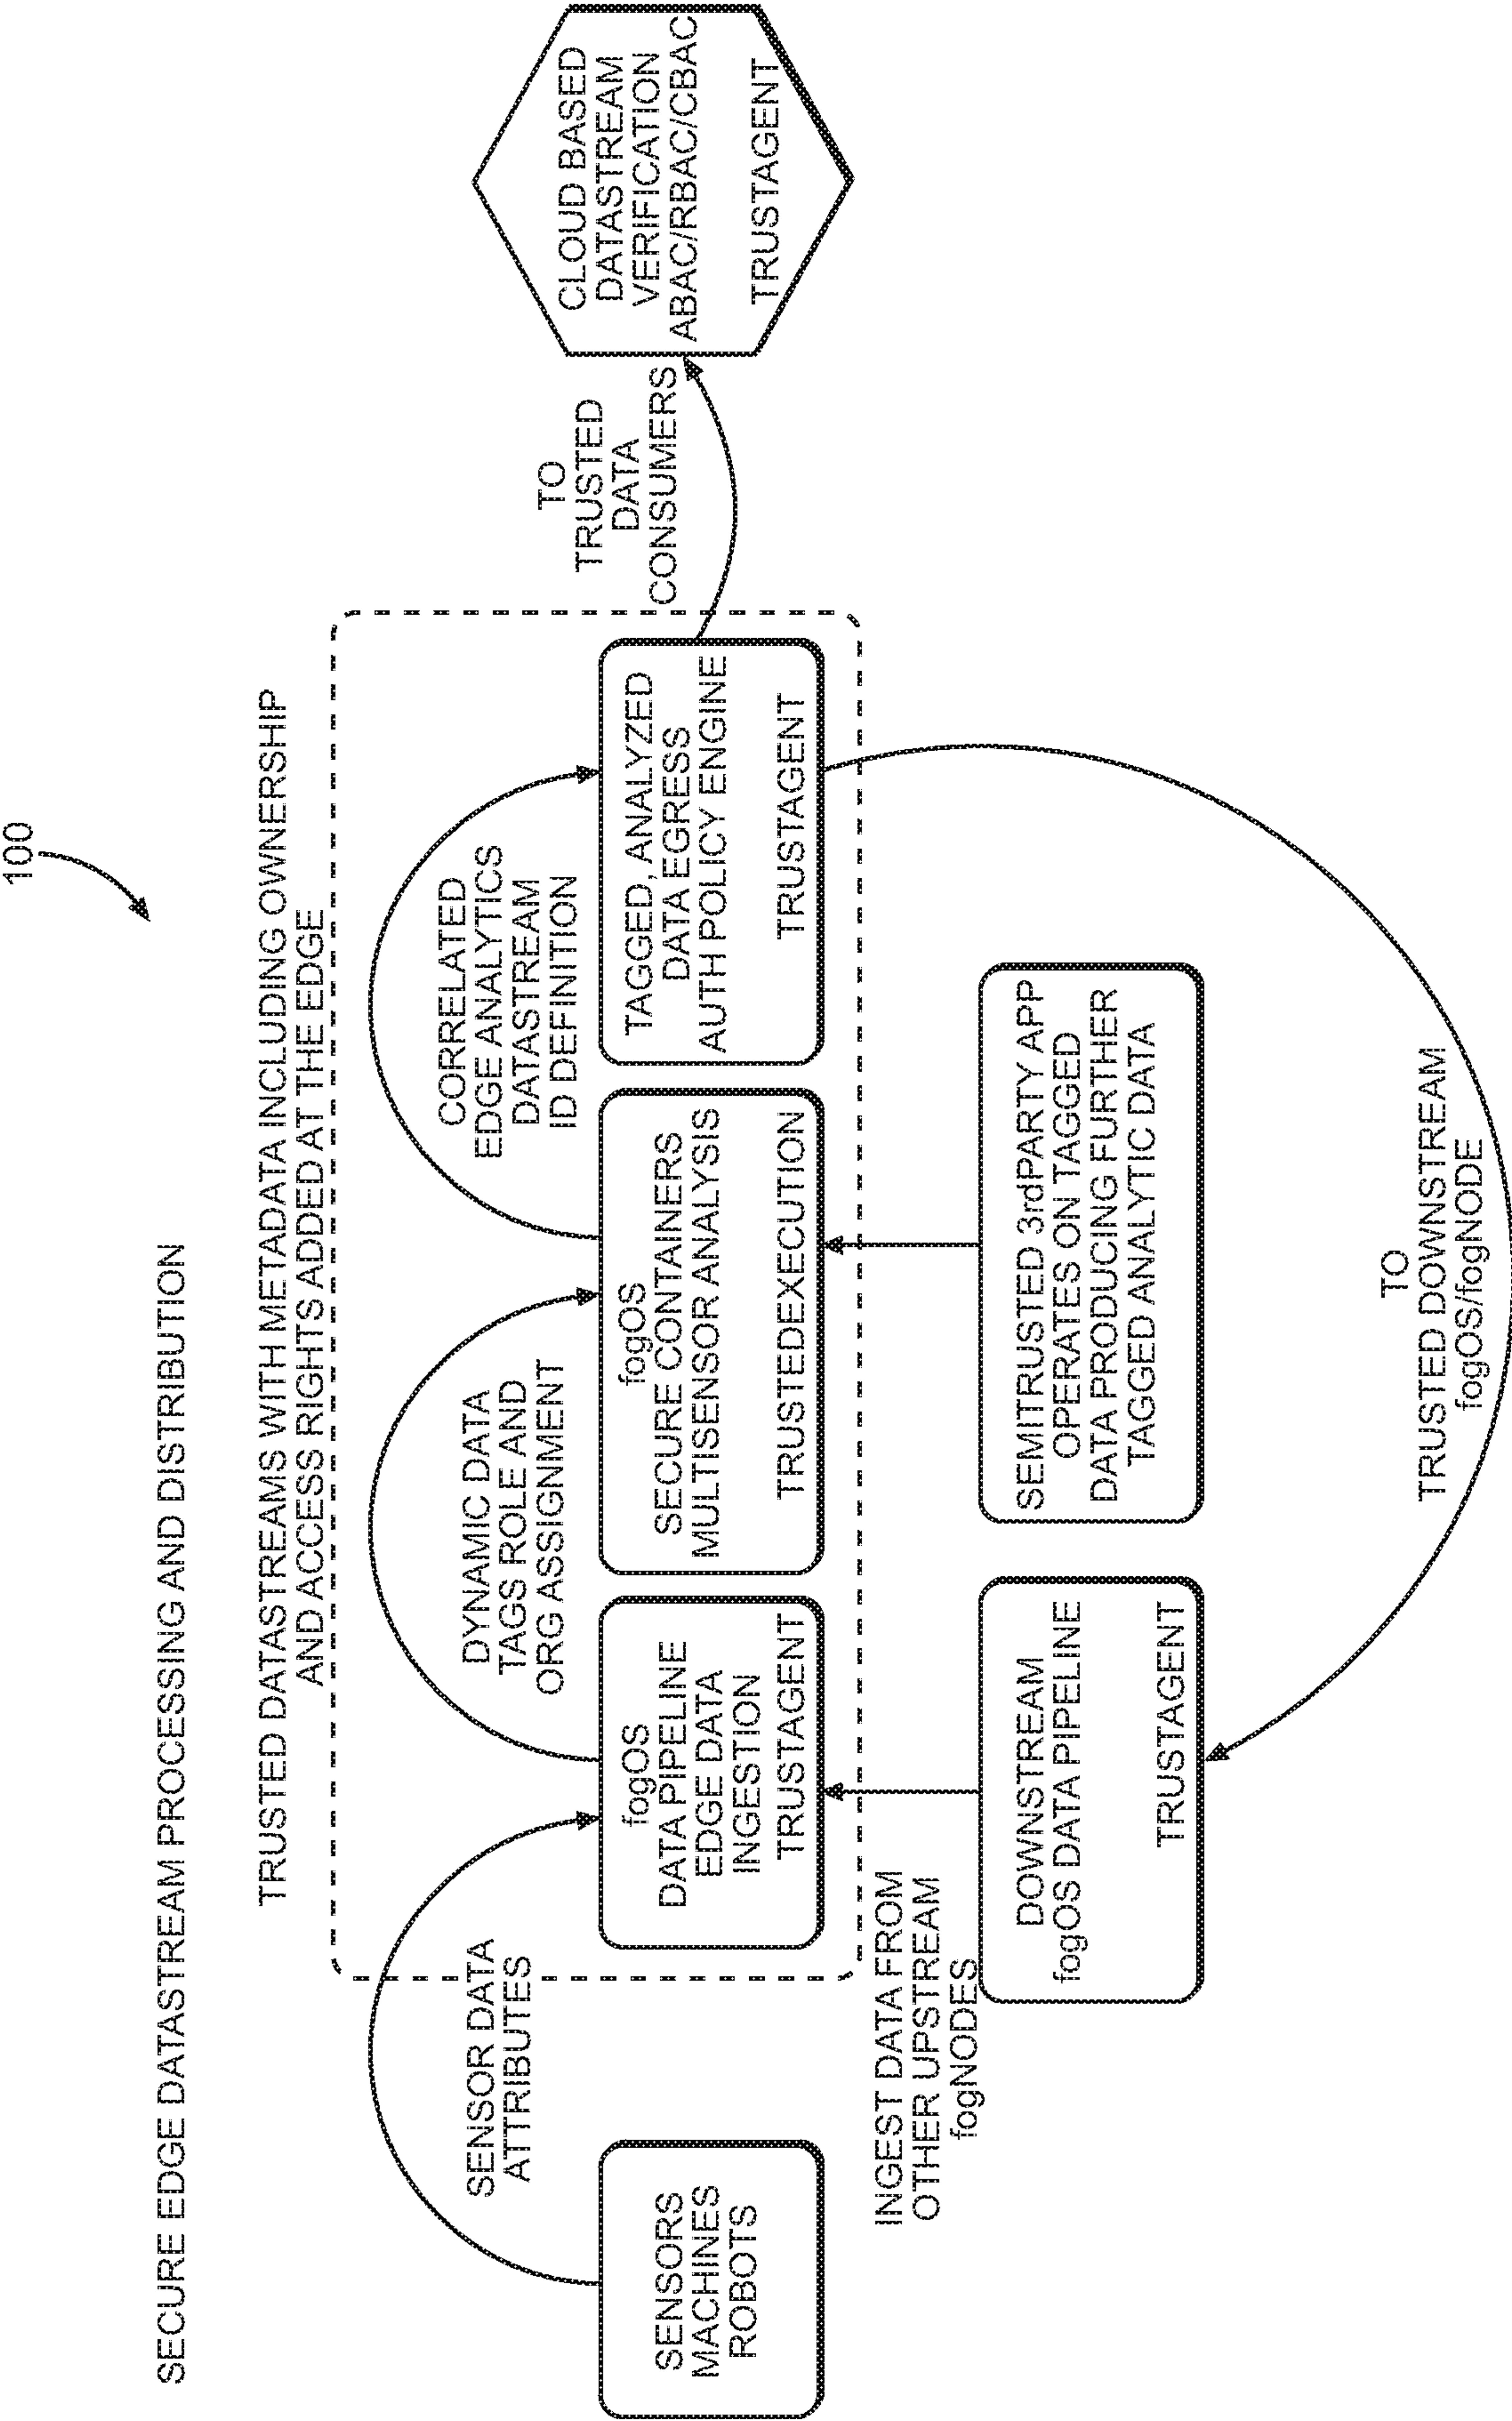 100
SECURE EDGE DATASTREAM PROCESSING AND DISTRIBUTION
TRUSTED DATASTREAMS WITH METADATA INCLUDING OWNERSHIP
AND ACCESS RIGHTS ADDED AT THE EDGE
SENSORS
MACHINES
ROBOTS
SENSOR DATA
ATTRIBUTES
fogOS
DATA PIPELINE
EDGE DATA
INGESTION
TRUSTAGENT
DYNAMIC DATA
TAGS ROLE AND
ORG ASSIGNMENT
fogOS
SECURE CONTAINERS
MULTISENSOR ANALYSIS
TRUSTEDEXECUTION
CORRELATED
EDGE ANALYTICS
DATASTREAM
ID DEFINITION
TAGGED, ANALYZED
DATA EGRESS
AUTH POLICY ENGINE
TRUSTAGENT
TO
TRUSTED
DATA
CONSUMERS
CLOUD BASED
DATASTREAM
VERIFICATION
ABAC/RBAC/CBAC
TRUSTAGENT
INGEST DATA FROM
OTHER UPSTREAM
fogNODES
DOWNSTREAM
fogOS DATA PIPELINE
TRUSTAGENT
SEMITRUSTED 3rdPARTY APP
OPERATES ON TAGGED
DATA PRODUCING FURTHER
TAGGED ANALYTIC DATA
TO
TRUSTED DOWNSTREAM
fogOS/fogNODE